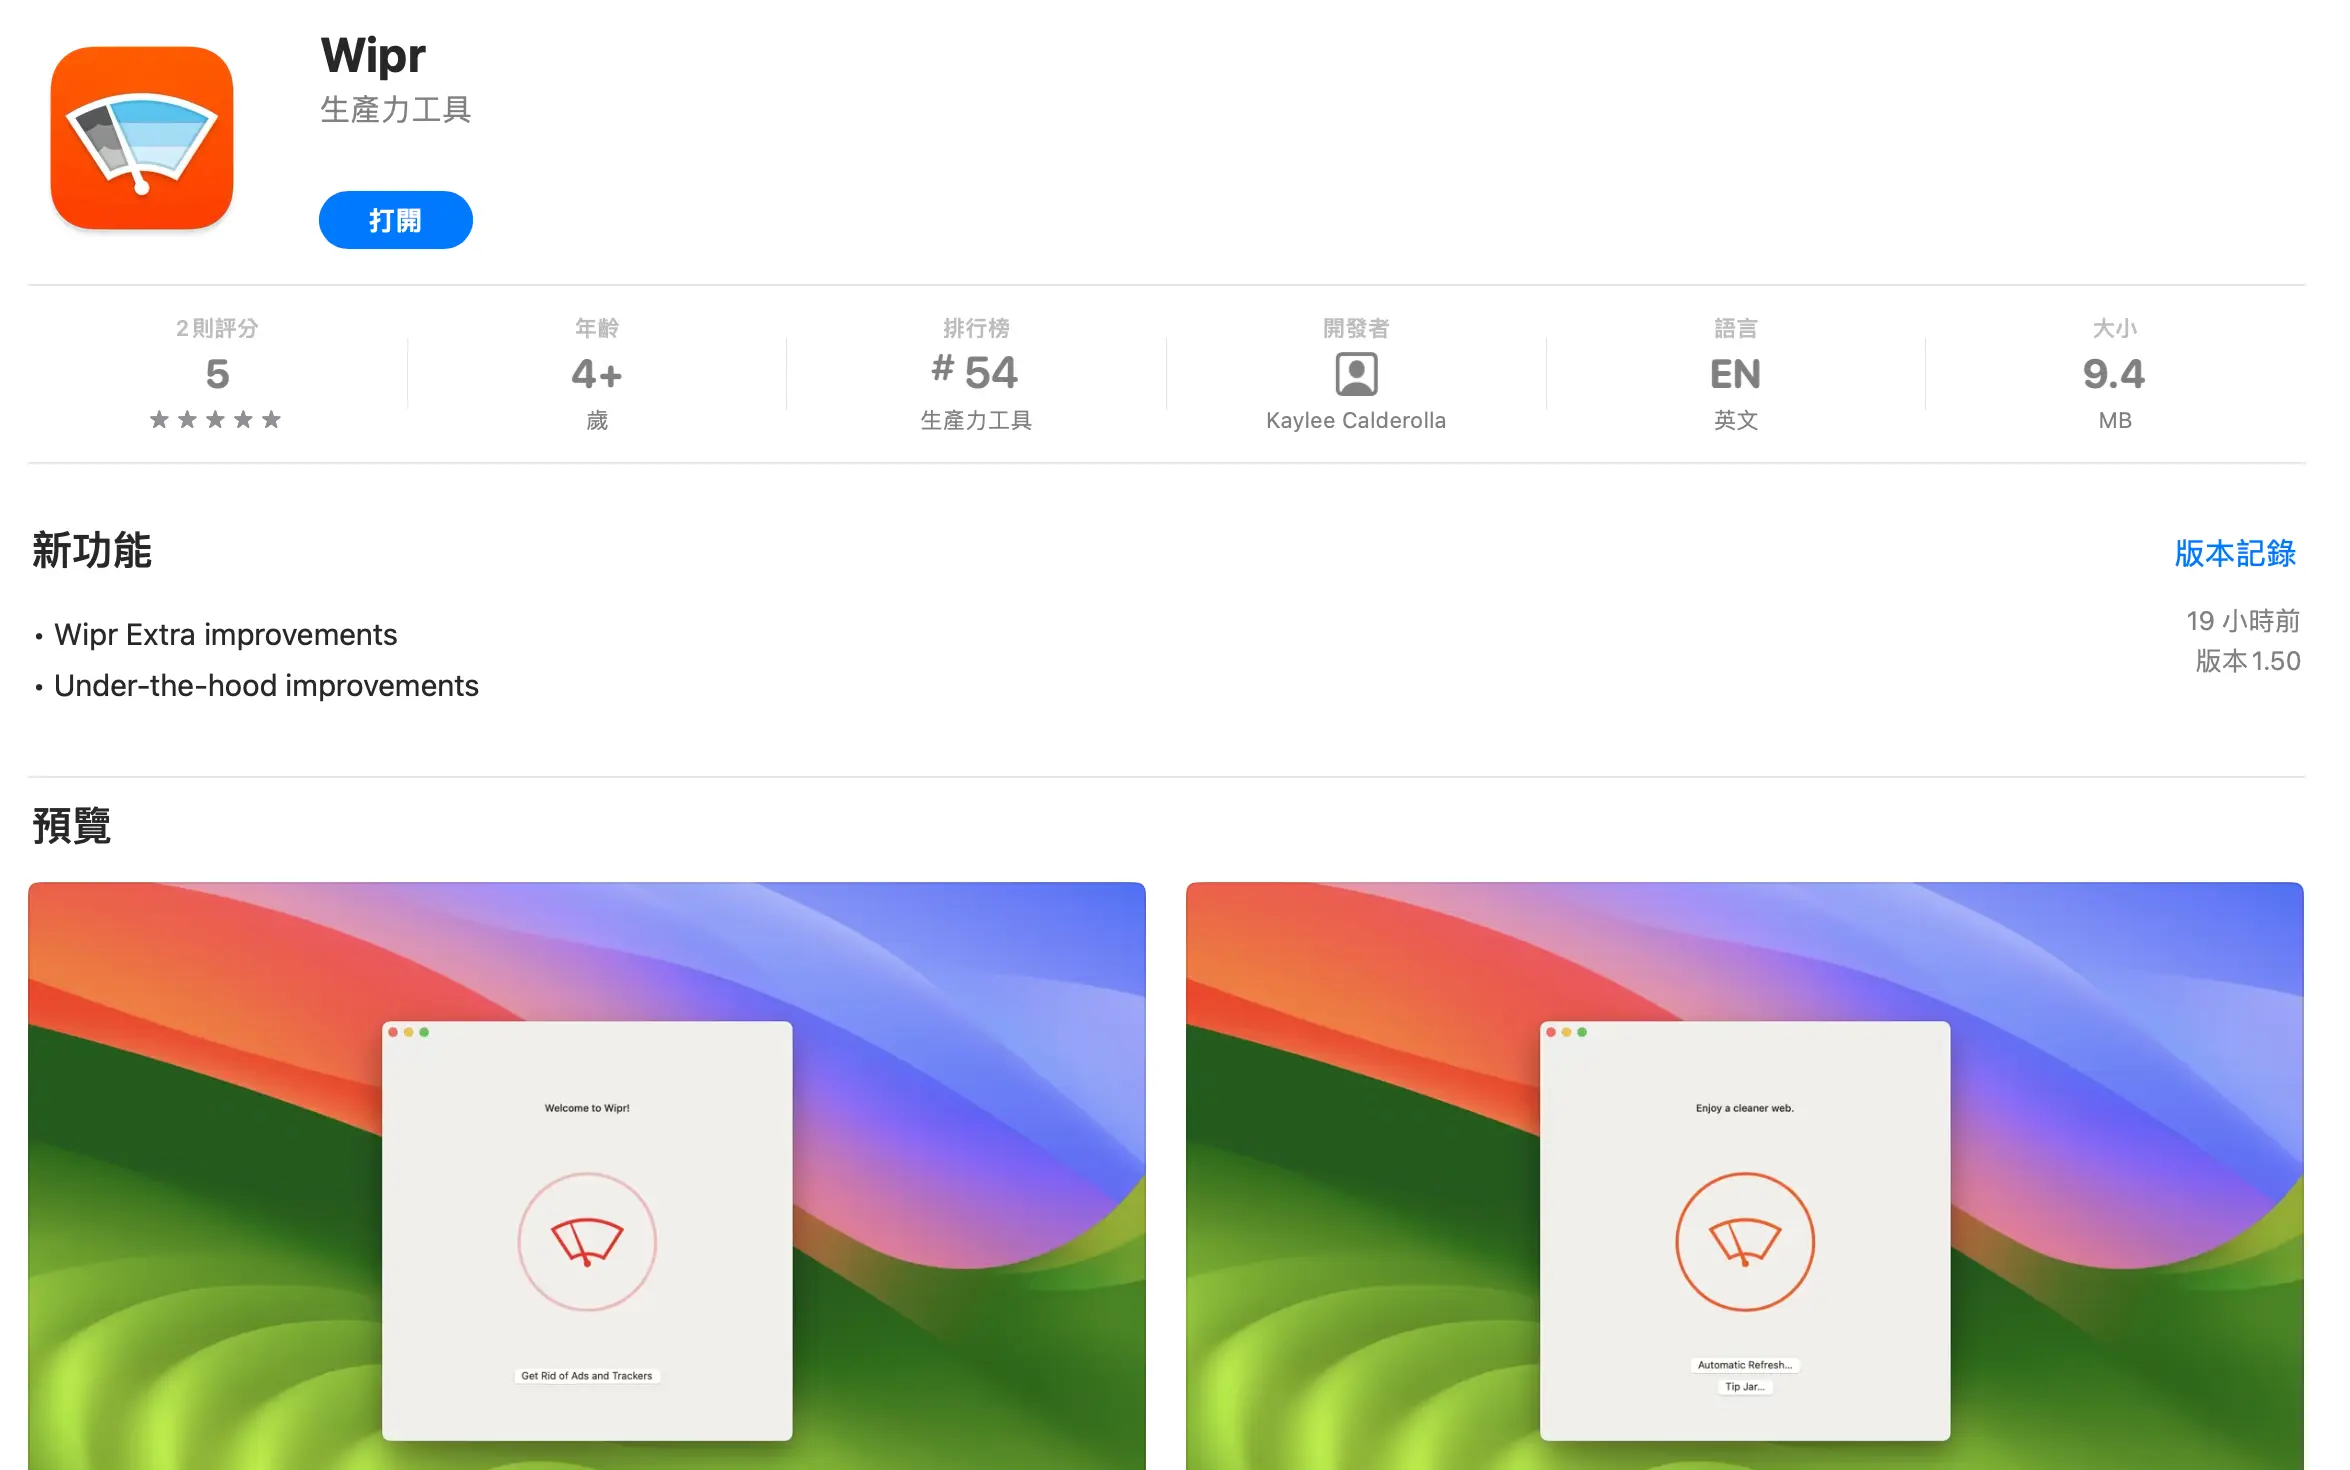 Wipr
生產力工具
打開
2 則評分
5
★★★★★
年齡
4+
歲
排行榜
# 54
生產力工具
開發者
Kaylee Calderolla
語言
EN
英文
大小
9.4
MB
新功能
版本記錄
• Wipr Extra improvements
• Under-the-hood improvements
19 小時前
版本 1.50
預覽
Welcome to Wipr!
Get Rid of Ads and Trackers
Enjoy a cleaner web.
Automatic Refresh...
Tip Jar...